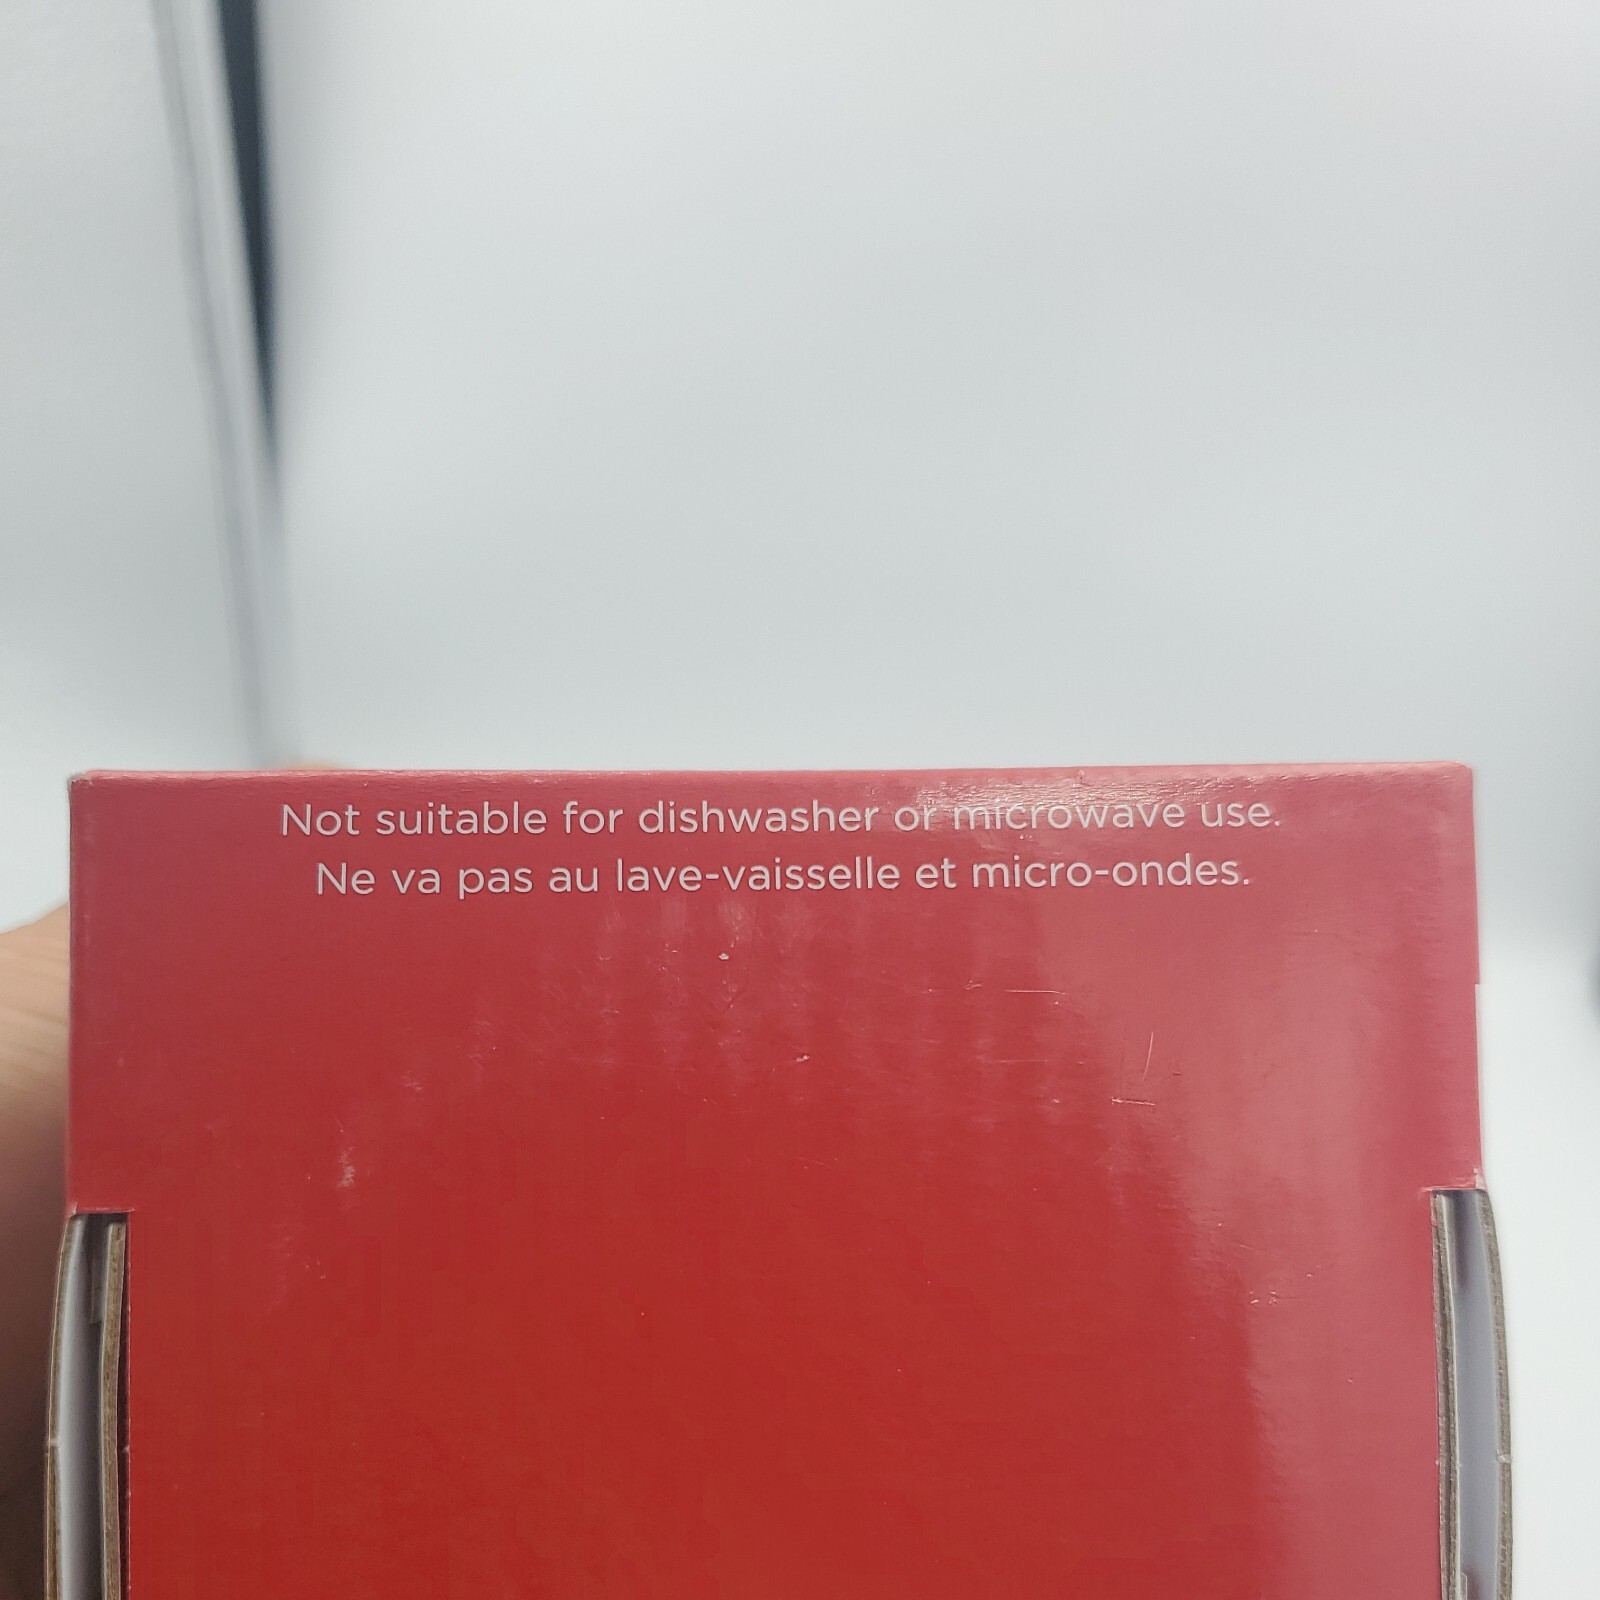 Not suitable for dishwasher or microwave use.
Ne va pas au lave-vaisselle et micro-ondes.